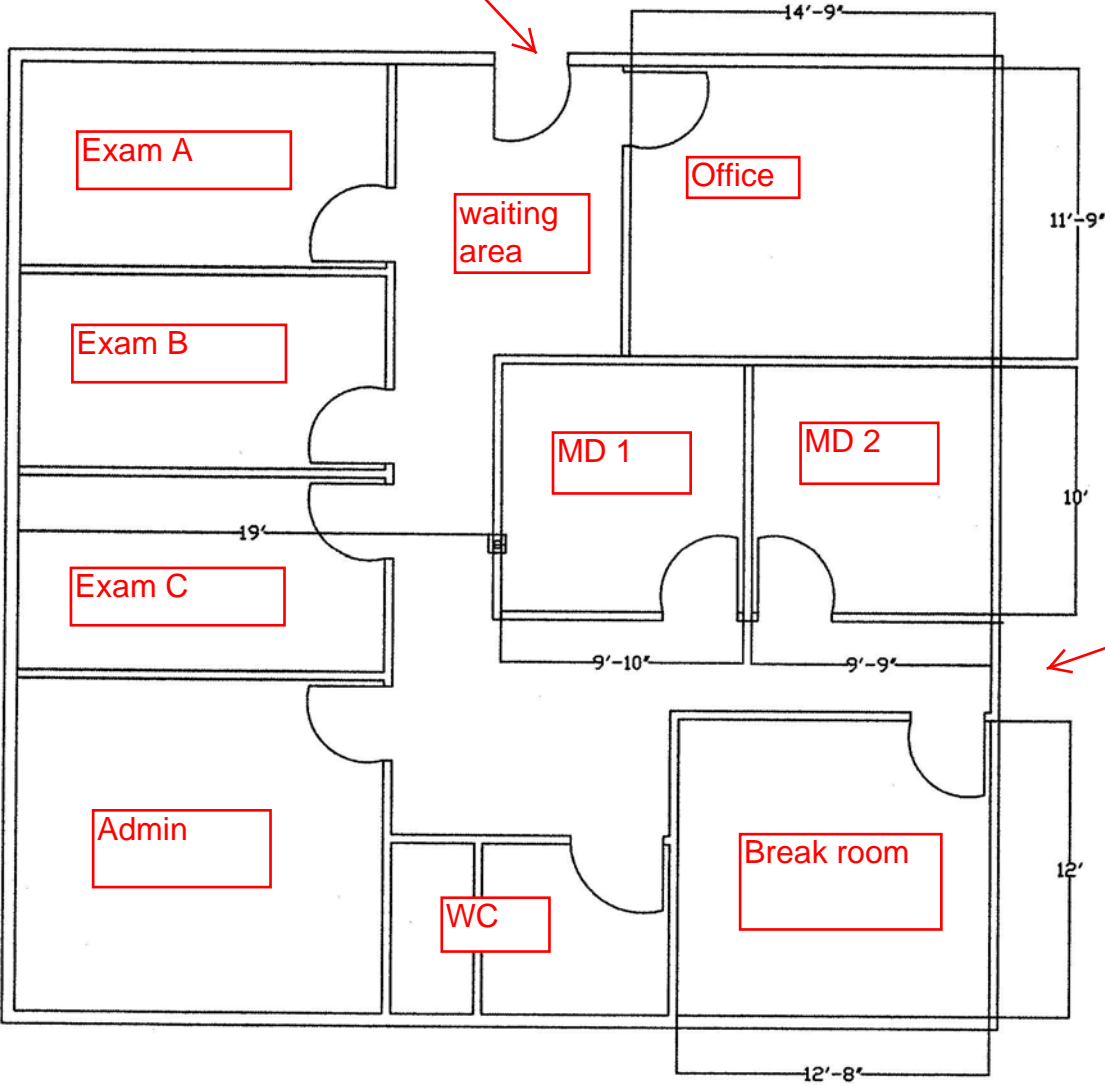 14'-9"
Exam A
Office
waiting
area
11'-9"
Exam B
MD 1
MD 2
10'
19'
Exam C
9'-10"
9'-9"
Admin
Break room
12'
WC
12'-8"